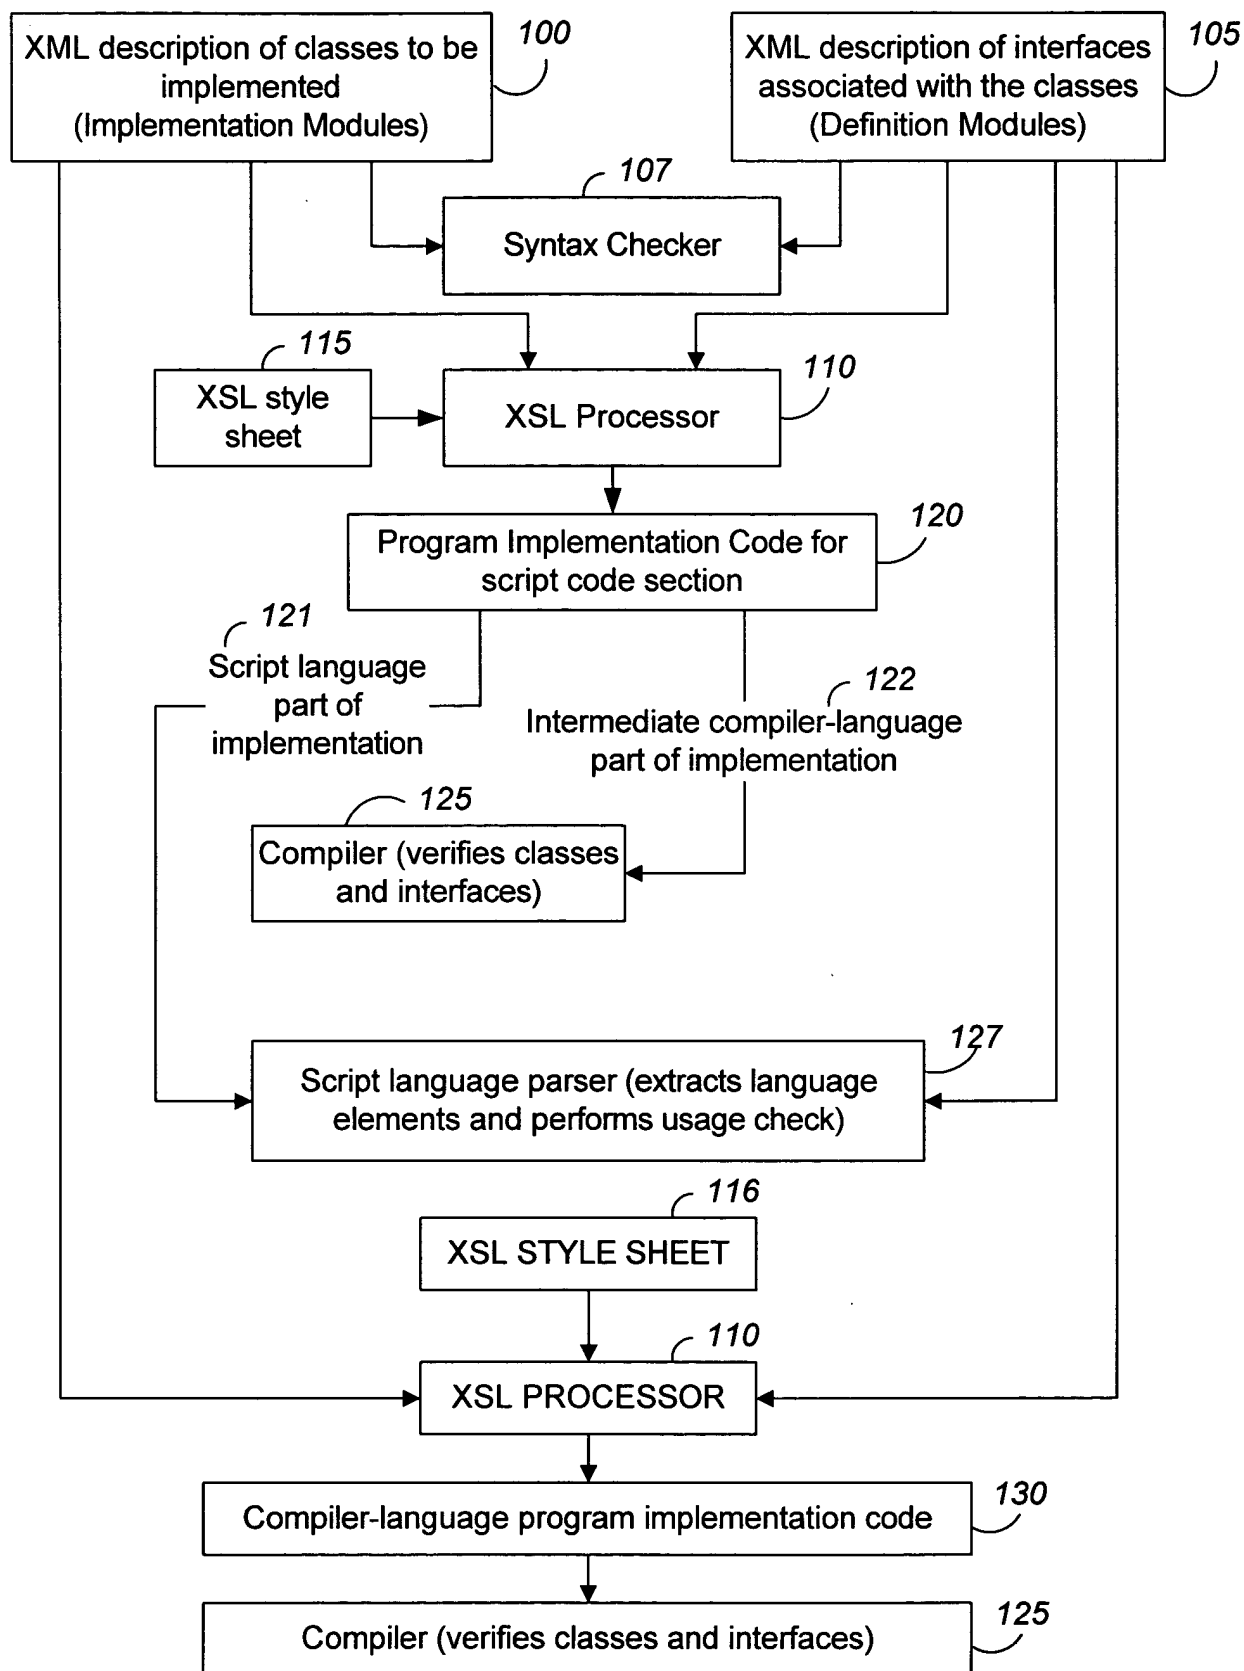 XML description of classes to be
implemented
(Implementation Modules)
100
XML description of interfaces
associated with the classes
(Definition Modules)
105
107
Syntax Checker
115
XSL style
sheet
XSL Processor
110
Program Implementation Code for
script code section
120
121
Script language
part of
implementation
122
Intermediate compiler-language
part of implementation
125
Compiler (verifies classes
and interfaces)
127
Script language parser (extracts language
elements and performs usage check)
116
XSL STYLE SHEET
110
XSL PROCESSOR
Compiler-language program implementation code
130
Compiler (verifies classes and interfaces)
125